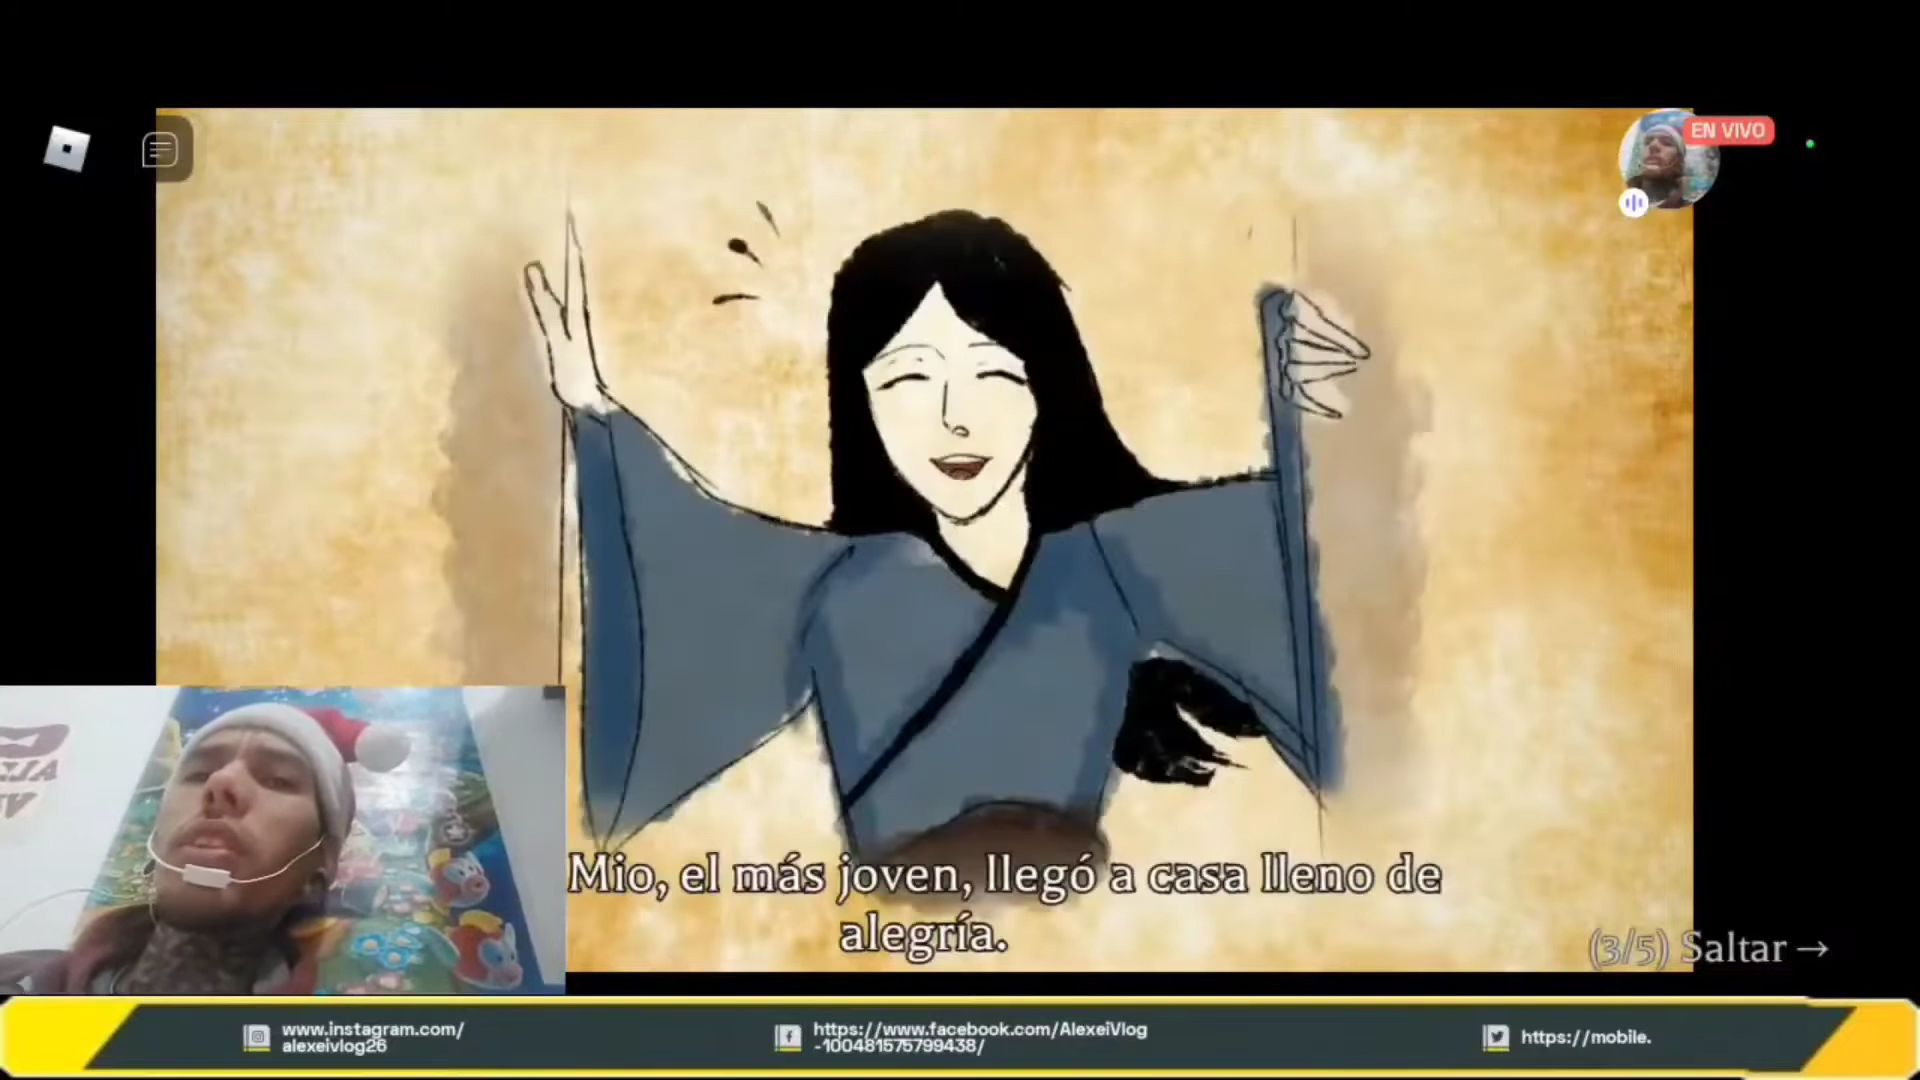 EN VIVO
Mio, el más joven, llegó a casa lleno de
alegría.
(3/5) Saltar →
www.instagram.com/
alexeivlog26
https://www.facebook.com/AlexeiVlog
-100481575799438/
https://mobile.